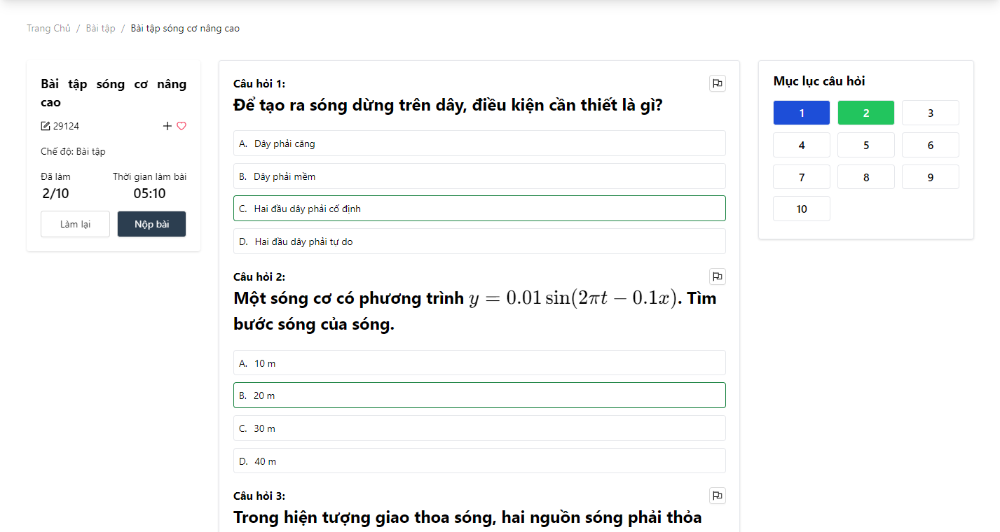 Trang Chủ / Bài tập / Bài tập sóng cơ nâng cao
Bài tập sóng cơ nâng
cao
29124
Chế độ: Bài tập
Đã làm Thời gian làm bài
2/10 05:10
Làm lại Nộp bài
Câu hỏi 1:
Để tạo ra sóng dừng trên dây, điều kiện cần thiết là gì?
A. Dây phải căng
B. Dây phải mềm
C. Hai đầu dây phải cố định
D. Hai đầu dây phải tự do
Câu hỏi 2:
Một sóng cơ có phương trình y = 0.01 sin(2πt − 0.1x). Tìm
bước sóng của sóng.
A. 10 m
B. 20 m
C. 30 m
D. 40 m
Câu hỏi 3:
Trong hiện tượng giao thoa sóng, hai nguồn sóng phải thỏa
Mục lục câu hỏi
1 2 3
4 5 6
7 8 9
10